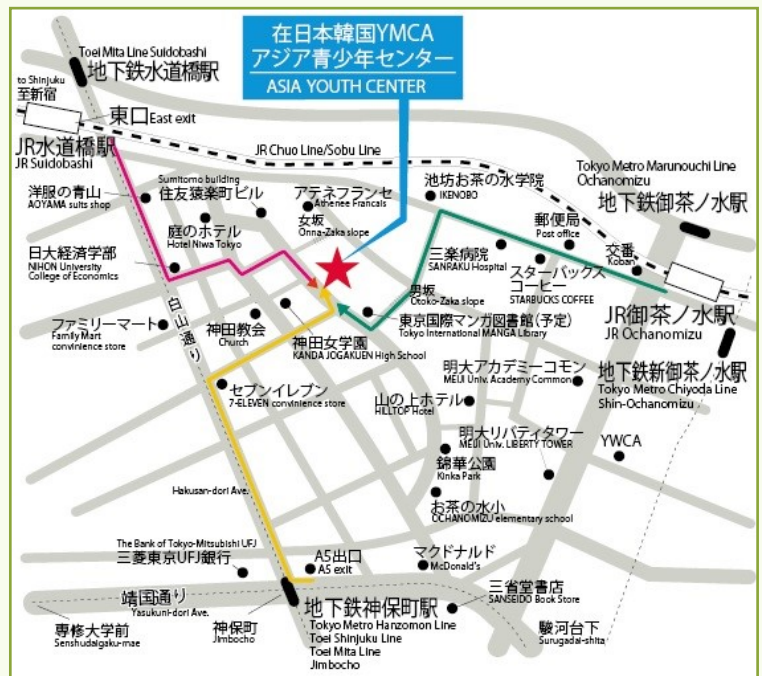 在日本韓国YMCA
アジア青少年センター
ASIA YOUTH CENTER
Toei Mita Line Suidobashi
地下鉄水道橋駅
to Shinjuku
至新宿
東口East exit
JR水道橋駅
JR Suidobashi
JR Chuo Line/Sobu Line
Tokyo Metro Marunouchi Line
Ochanomizu
地下鉄御茶ノ水駅
洋服の青山
AOYAMA suits shop
Sumitomo building
住友猿楽町ビル
アテネフランセ
Athenee Francais
池坊お茶の水学院
IKENOBO
庭のホテル
Hotel Niwa Tokyo
女坂
Onna-Zaka slope
郵便局
Post office
三楽病院
SANRAKU Hospital
交番
Koban
スターバックス
コーヒー
STARBUCKS COFFEE
日大経済学部
NIHON University
College of Economics
男坂
Otoko-Zaka slope
JR御茶ノ水駅
JR Ochanomizu
白山通り
ファミリーマート
Family Mart
convinience store
神田教会
Church
神田女学園
KANDA JOGAKUEN High School
東京国際マンガ図書館(予定)
Tokyo International MANGA Library
地下鉄新御茶ノ水駅
Tokyo Metro Chiyoda Line
Shin-Ochanomizu
明大アカデミーコモン
MEIJI Univ. Academy Common
セブンイレブン
7-ELEVEN convinience store
山の上ホテル
HILLTOP Hotel
明大リバティタワー
MEIJI Univ. LIBERTY TOWER
YWCA
錦華公園
Kinka Park
Hakusan-dori Ave.
お茶の水小
OCHANOMIZU elementary school
The Bank of Tokyo-Mitsubishi UFJ
三菱東京UFJ銀行
A5出口
A5 exit
マクドナルド
McDonald's
靖国通り
Yasukuni-dori Ave.
三省堂書店
SANSEIDO Book Store
専修大学前
Senshudaigaku-mae
神保町
Jimbocho
地下鉄神保町駅
Tokyo Metro Hanzomon Line
Toei Shinjuku Line
Toei Mita Line
Jimbocho
駿河台下
Surugadai-shita